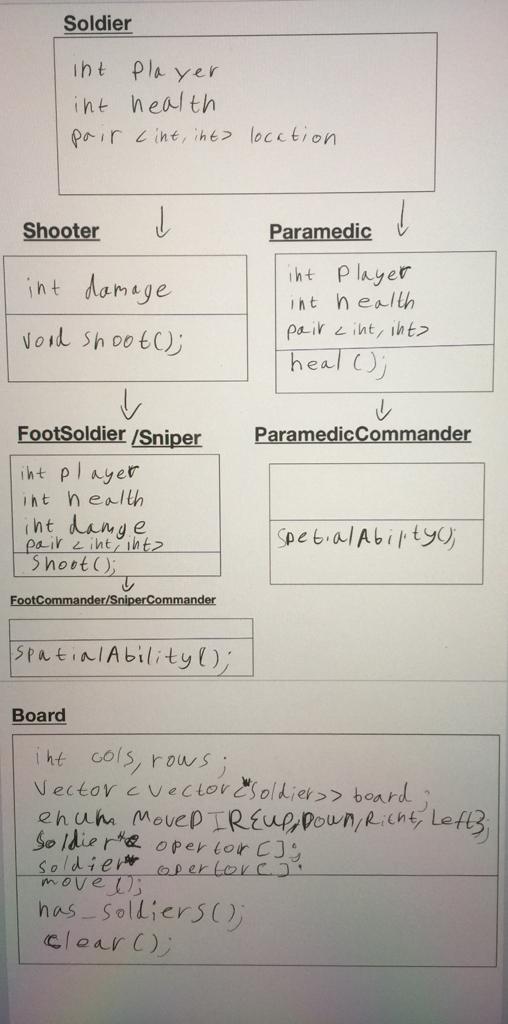 Soldier
int player
int health
pair <int, int> location
Shooter
int damage
void shoot();
Paramedic
int player
int health
pair <int, int>
heal ();
FootSoldier /Sniper
int player
int health
int damge
pair <int, int>
shoot();
ParamedicCommander
spetialAbility();
FootCommander/SniperCommander
spatialAbility();
Board
int cols, rows;
Vector <vector<*soldier>> board;
enum MoveDIR{up, Down, Right, Left};
Soldier* opertor[];
soldier* opertor[];
move();
has_soldiers();
clear();